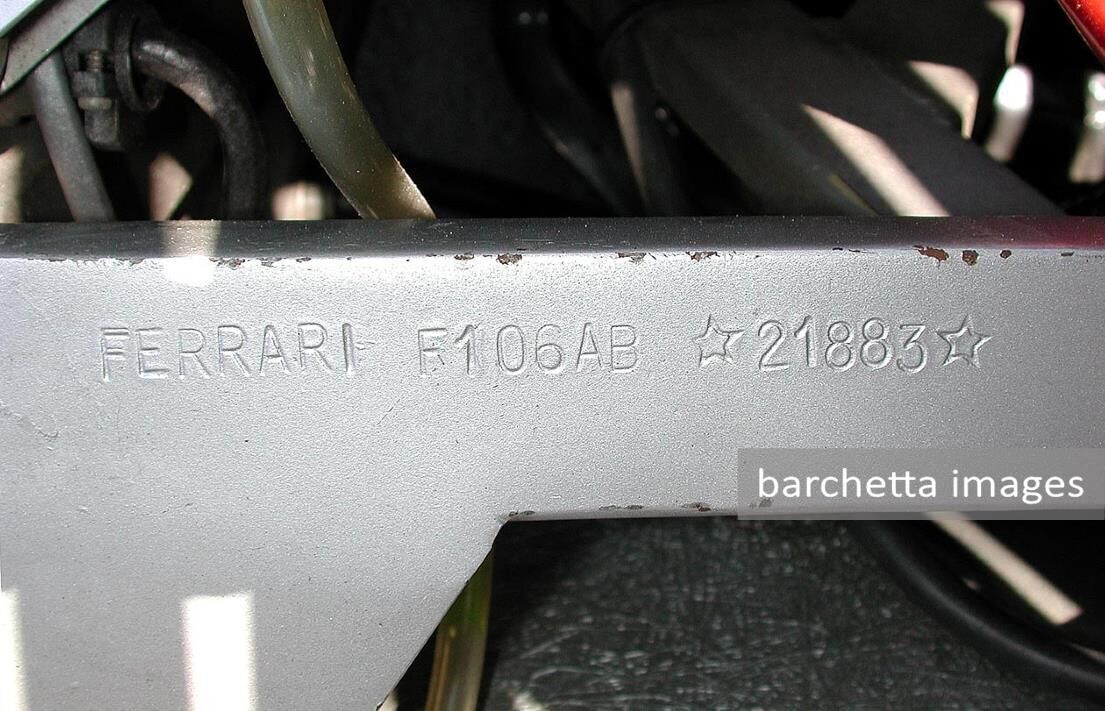 FERRARI F106AB ☆21883☆
barchetta images